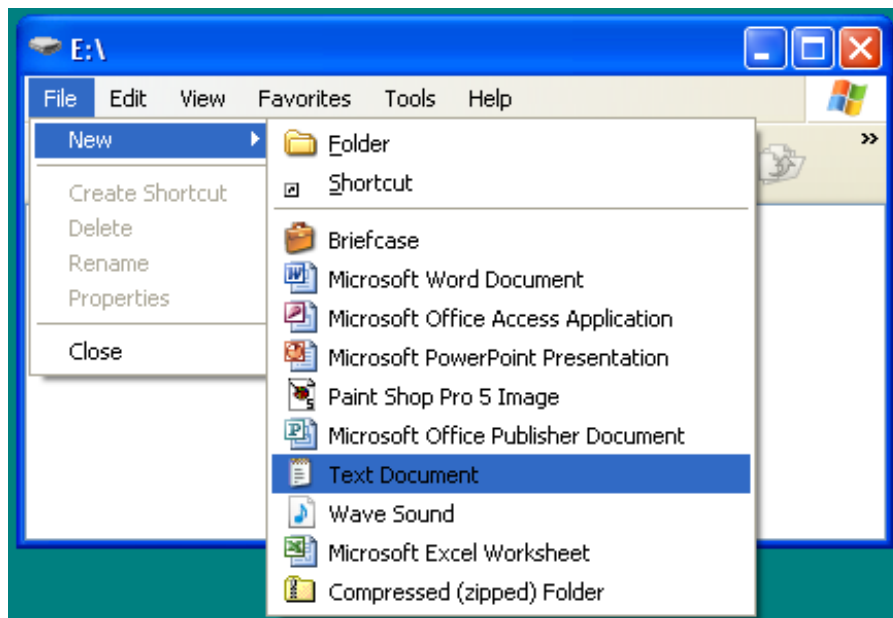 E:\
File Edit View Favorites Tools Help
New
Create Shortcut
Delete
Rename
Properties
Close
»
Folder
Shortcut
Briefcase
Microsoft Word Document
Microsoft Office Access Application
Microsoft PowerPoint Presentation
Paint Shop Pro 5 Image
Microsoft Office Publisher Document
Text Document
Wave Sound
Microsoft Excel Worksheet
Compressed (zipped) Folder